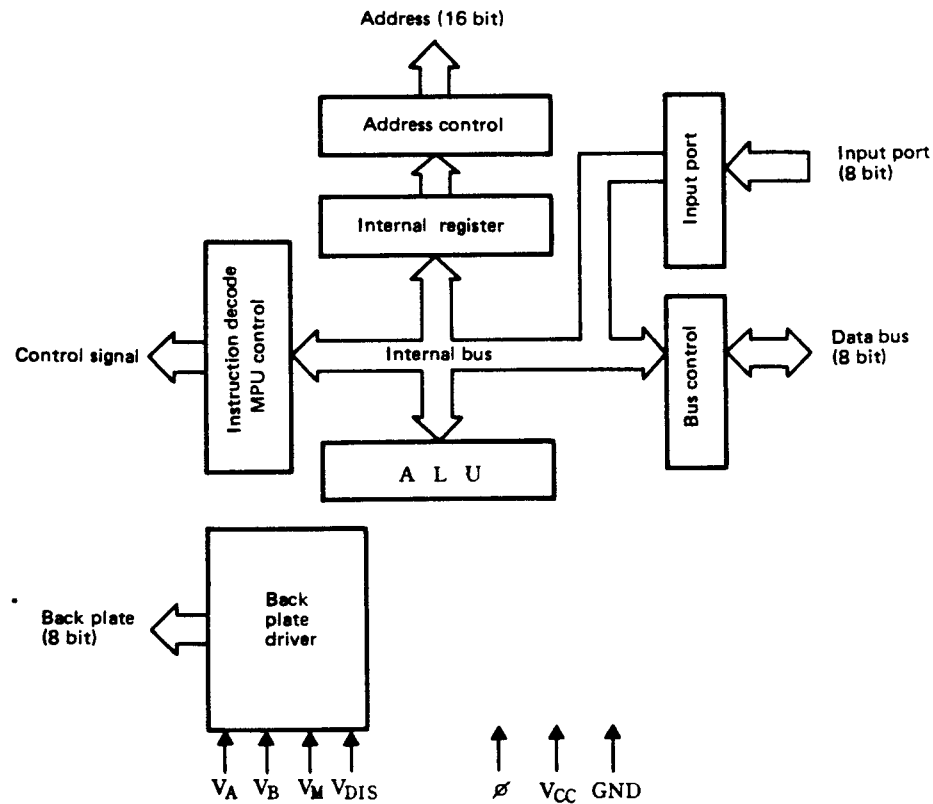 Address (16 bit)
Address control
Internal register
Input port
Input port
(8 bit)
Instruction decode
MPU control
Control signal
Internal bus
Bus control
Data bus
(8 bit)
A L U
Back plate
(8 bit)
Back
plate
driver
VA VB VM VDIS
ø VCC GND